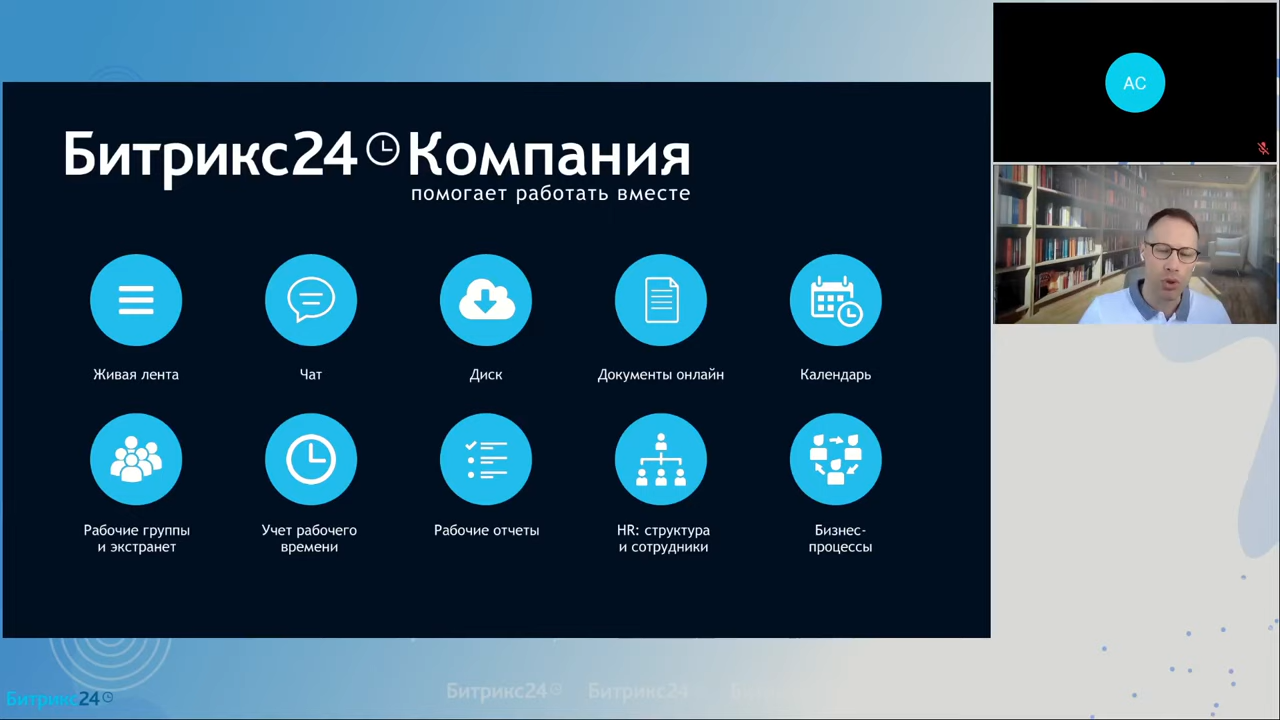 АС
Битрикс24 Компания
помогает работать вместе
Живая лента
Чат
Диск
Документы онлайн
Календарь
Рабочие группы
и экстранет
Учет рабочего
времени
Рабочие отчеты
HR: структура
и сотрудники
Бизнес-
процессы
Битрикс24
Битрикс24
Битрикс24